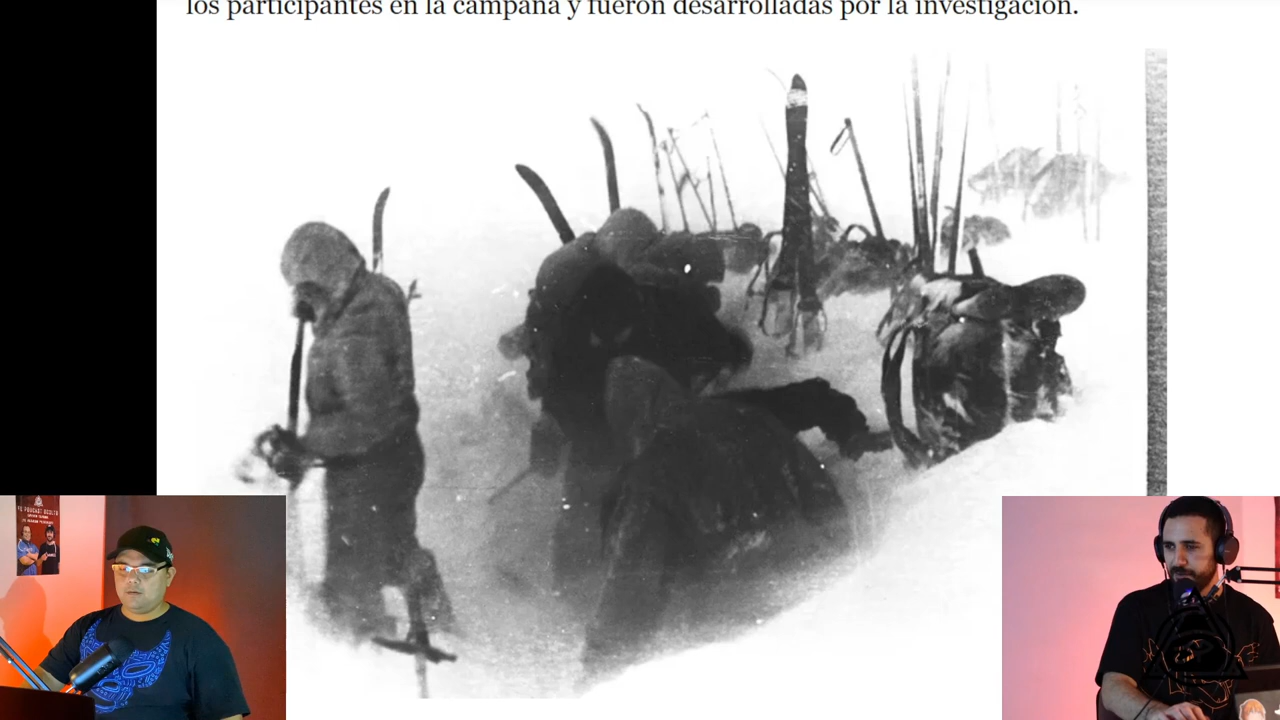 los participantes en la campaña y fueron desarrolladas por la investigación.